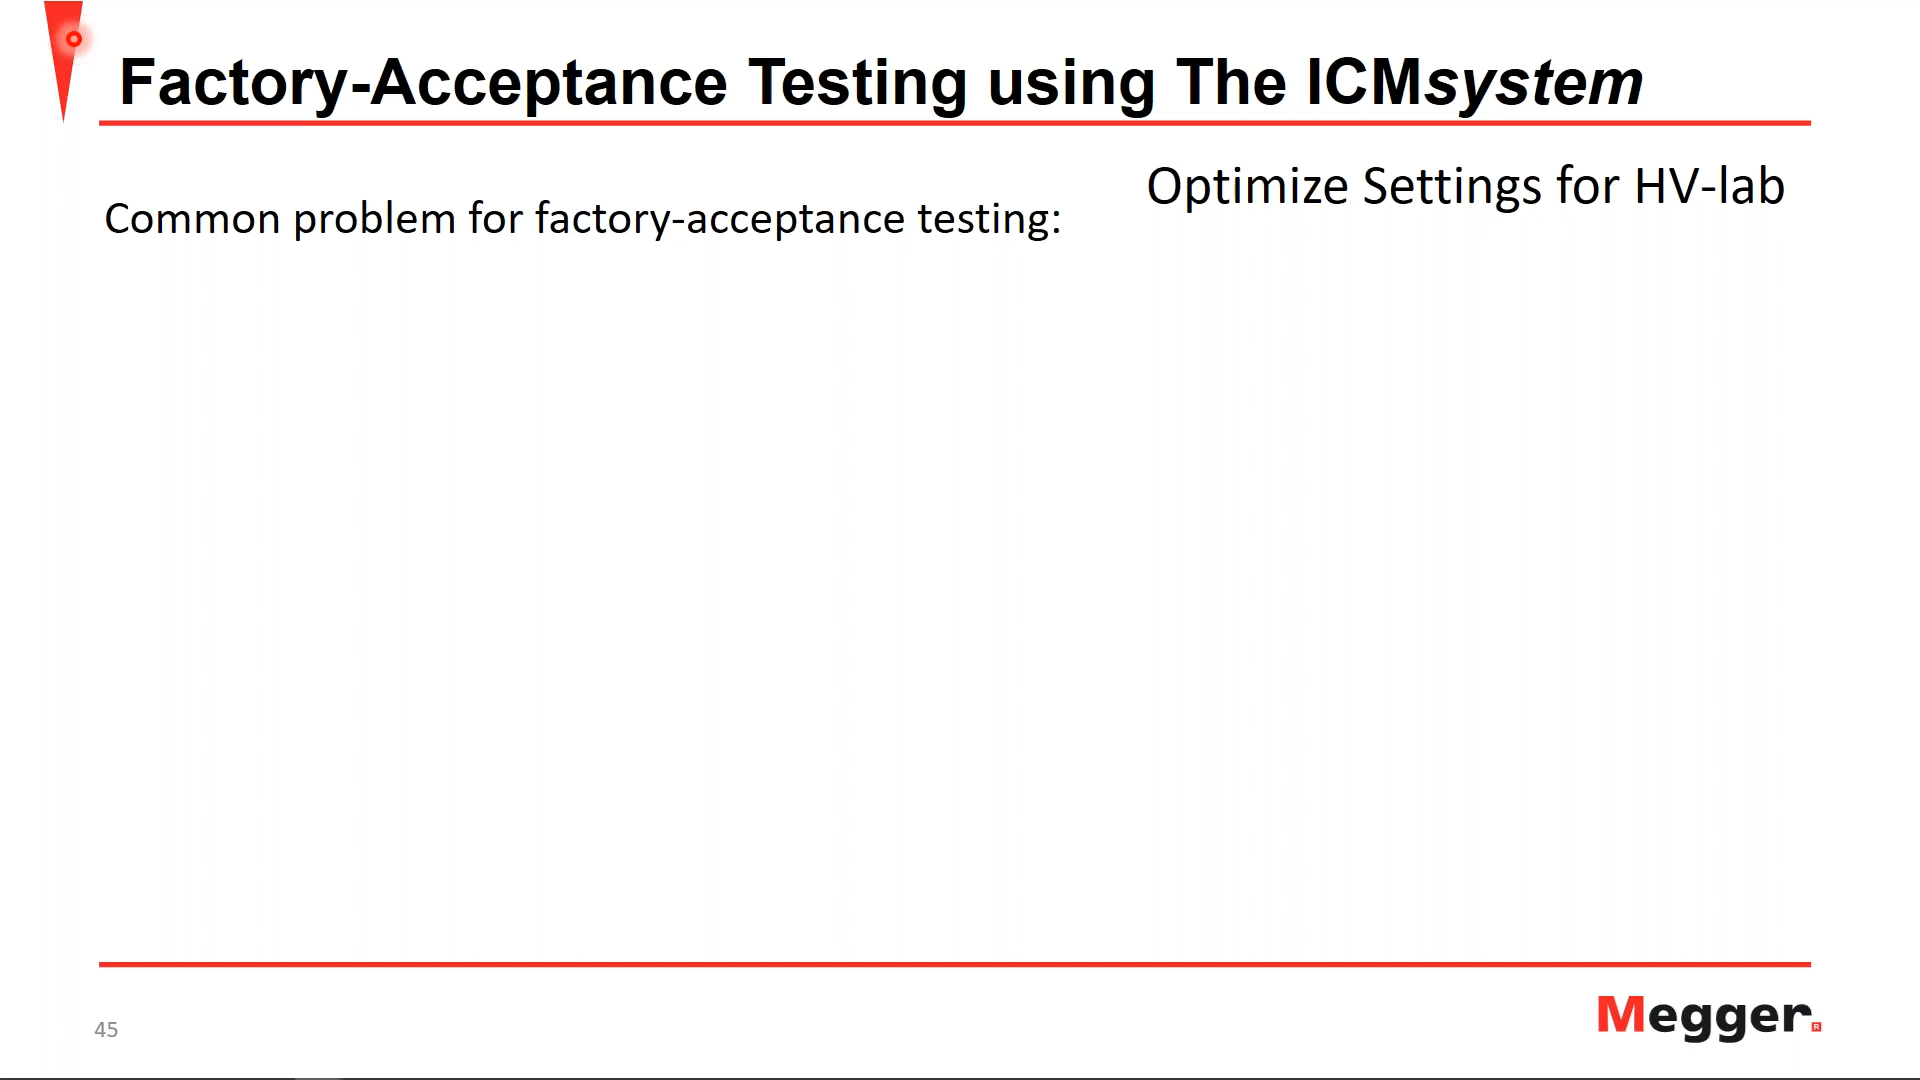 Factory-Acceptance Testing using The ICMsystem
Optimize Settings for HV-lab
Common problem for factory-acceptance testing:
45
Megger.
R